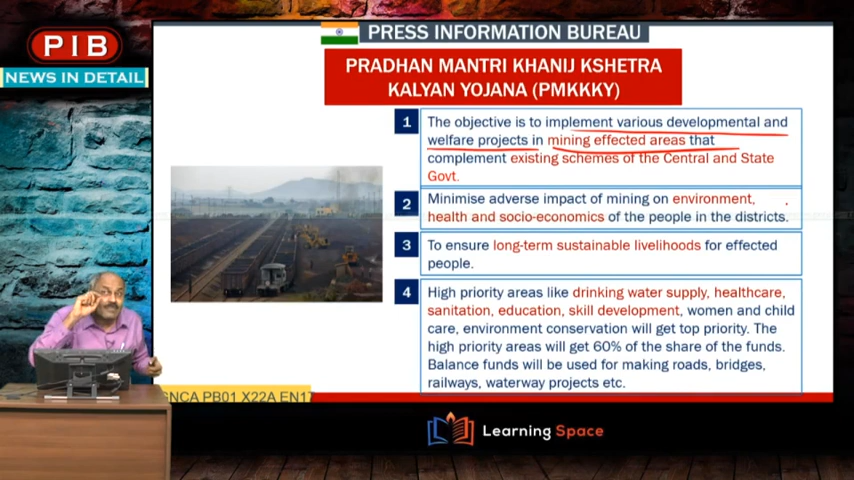 PIB
NEWS IN DETAIL
PRESS INFORMATION BUREAU
PRADHAN MANTRI KHANIJ KSHETRA
KALYAN YOJANA (PMKKKY)
1
The objective is to implement various developmental and
welfare projects in mining effected areas that
complement existing schemes of the Central and State
Govt.
2
Minimise adverse impact of mining on environment,
health and socio-economics of the people in the districts.
3
To ensure long-term sustainable livelihoods for effected
people.
4
High priority areas like drinking water supply, healthcare,
sanitation, education, skill development, women and child
care, environment conservation will get top priority. The
high priority areas will get 60% of the share of the funds.
Balance funds will be used for making roads, bridges,
railways, waterway projects etc.
SNCA PB01 X22A EN17
Learning Space